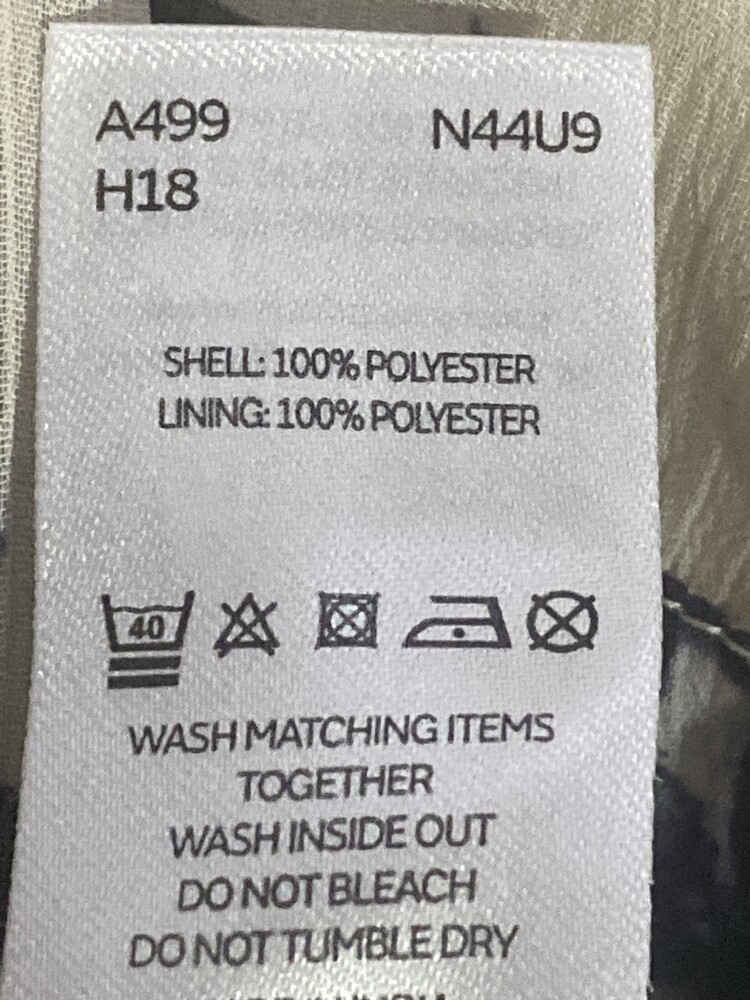 A499 N44U9
H18
SHELL: 100% POLYESTER
LINING: 100% POLYESTER
40
WASH MATCHING ITEMS
TOGETHER
WASH INSIDE OUT
DO NOT BLEACH
DO NOT TUMBLE DRY